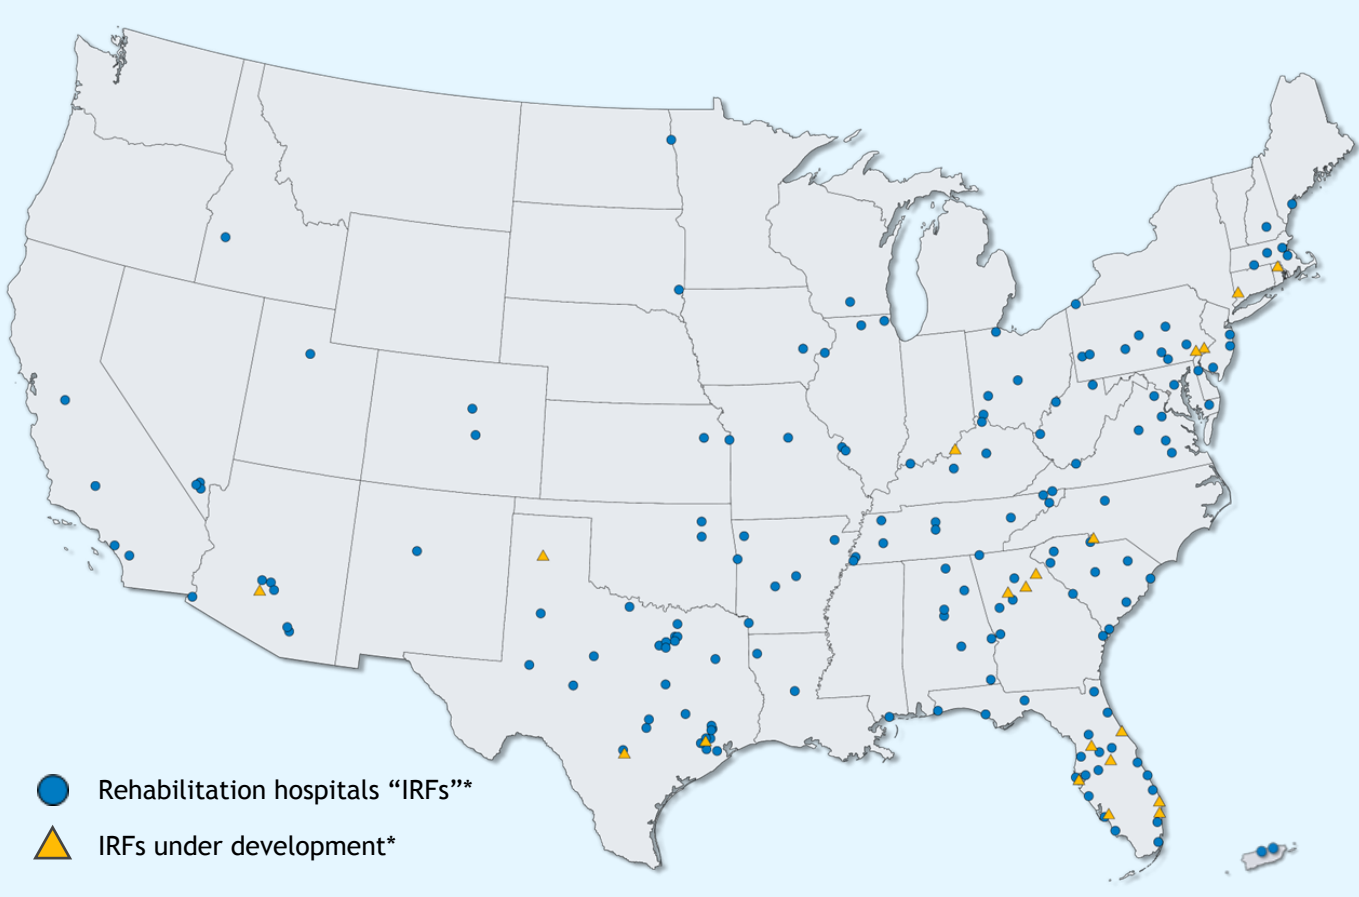 Rehabilitation hospitals “IRFs”*
IRFs under development*